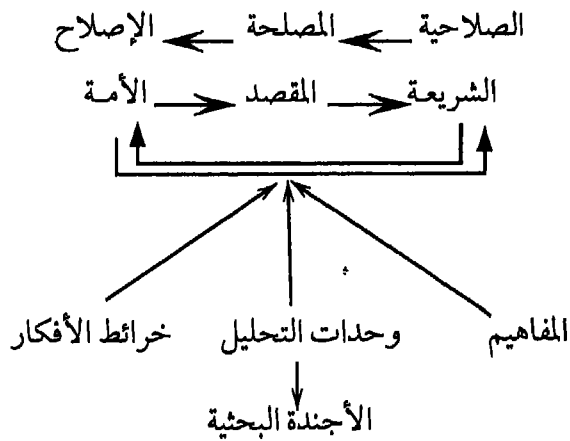 الصلاحية المصلحة الإصلاح
الشريعة المقصد الأمة
المفاهيم وحدات التحليل خرائط الأفكار
الأجندة البحثية